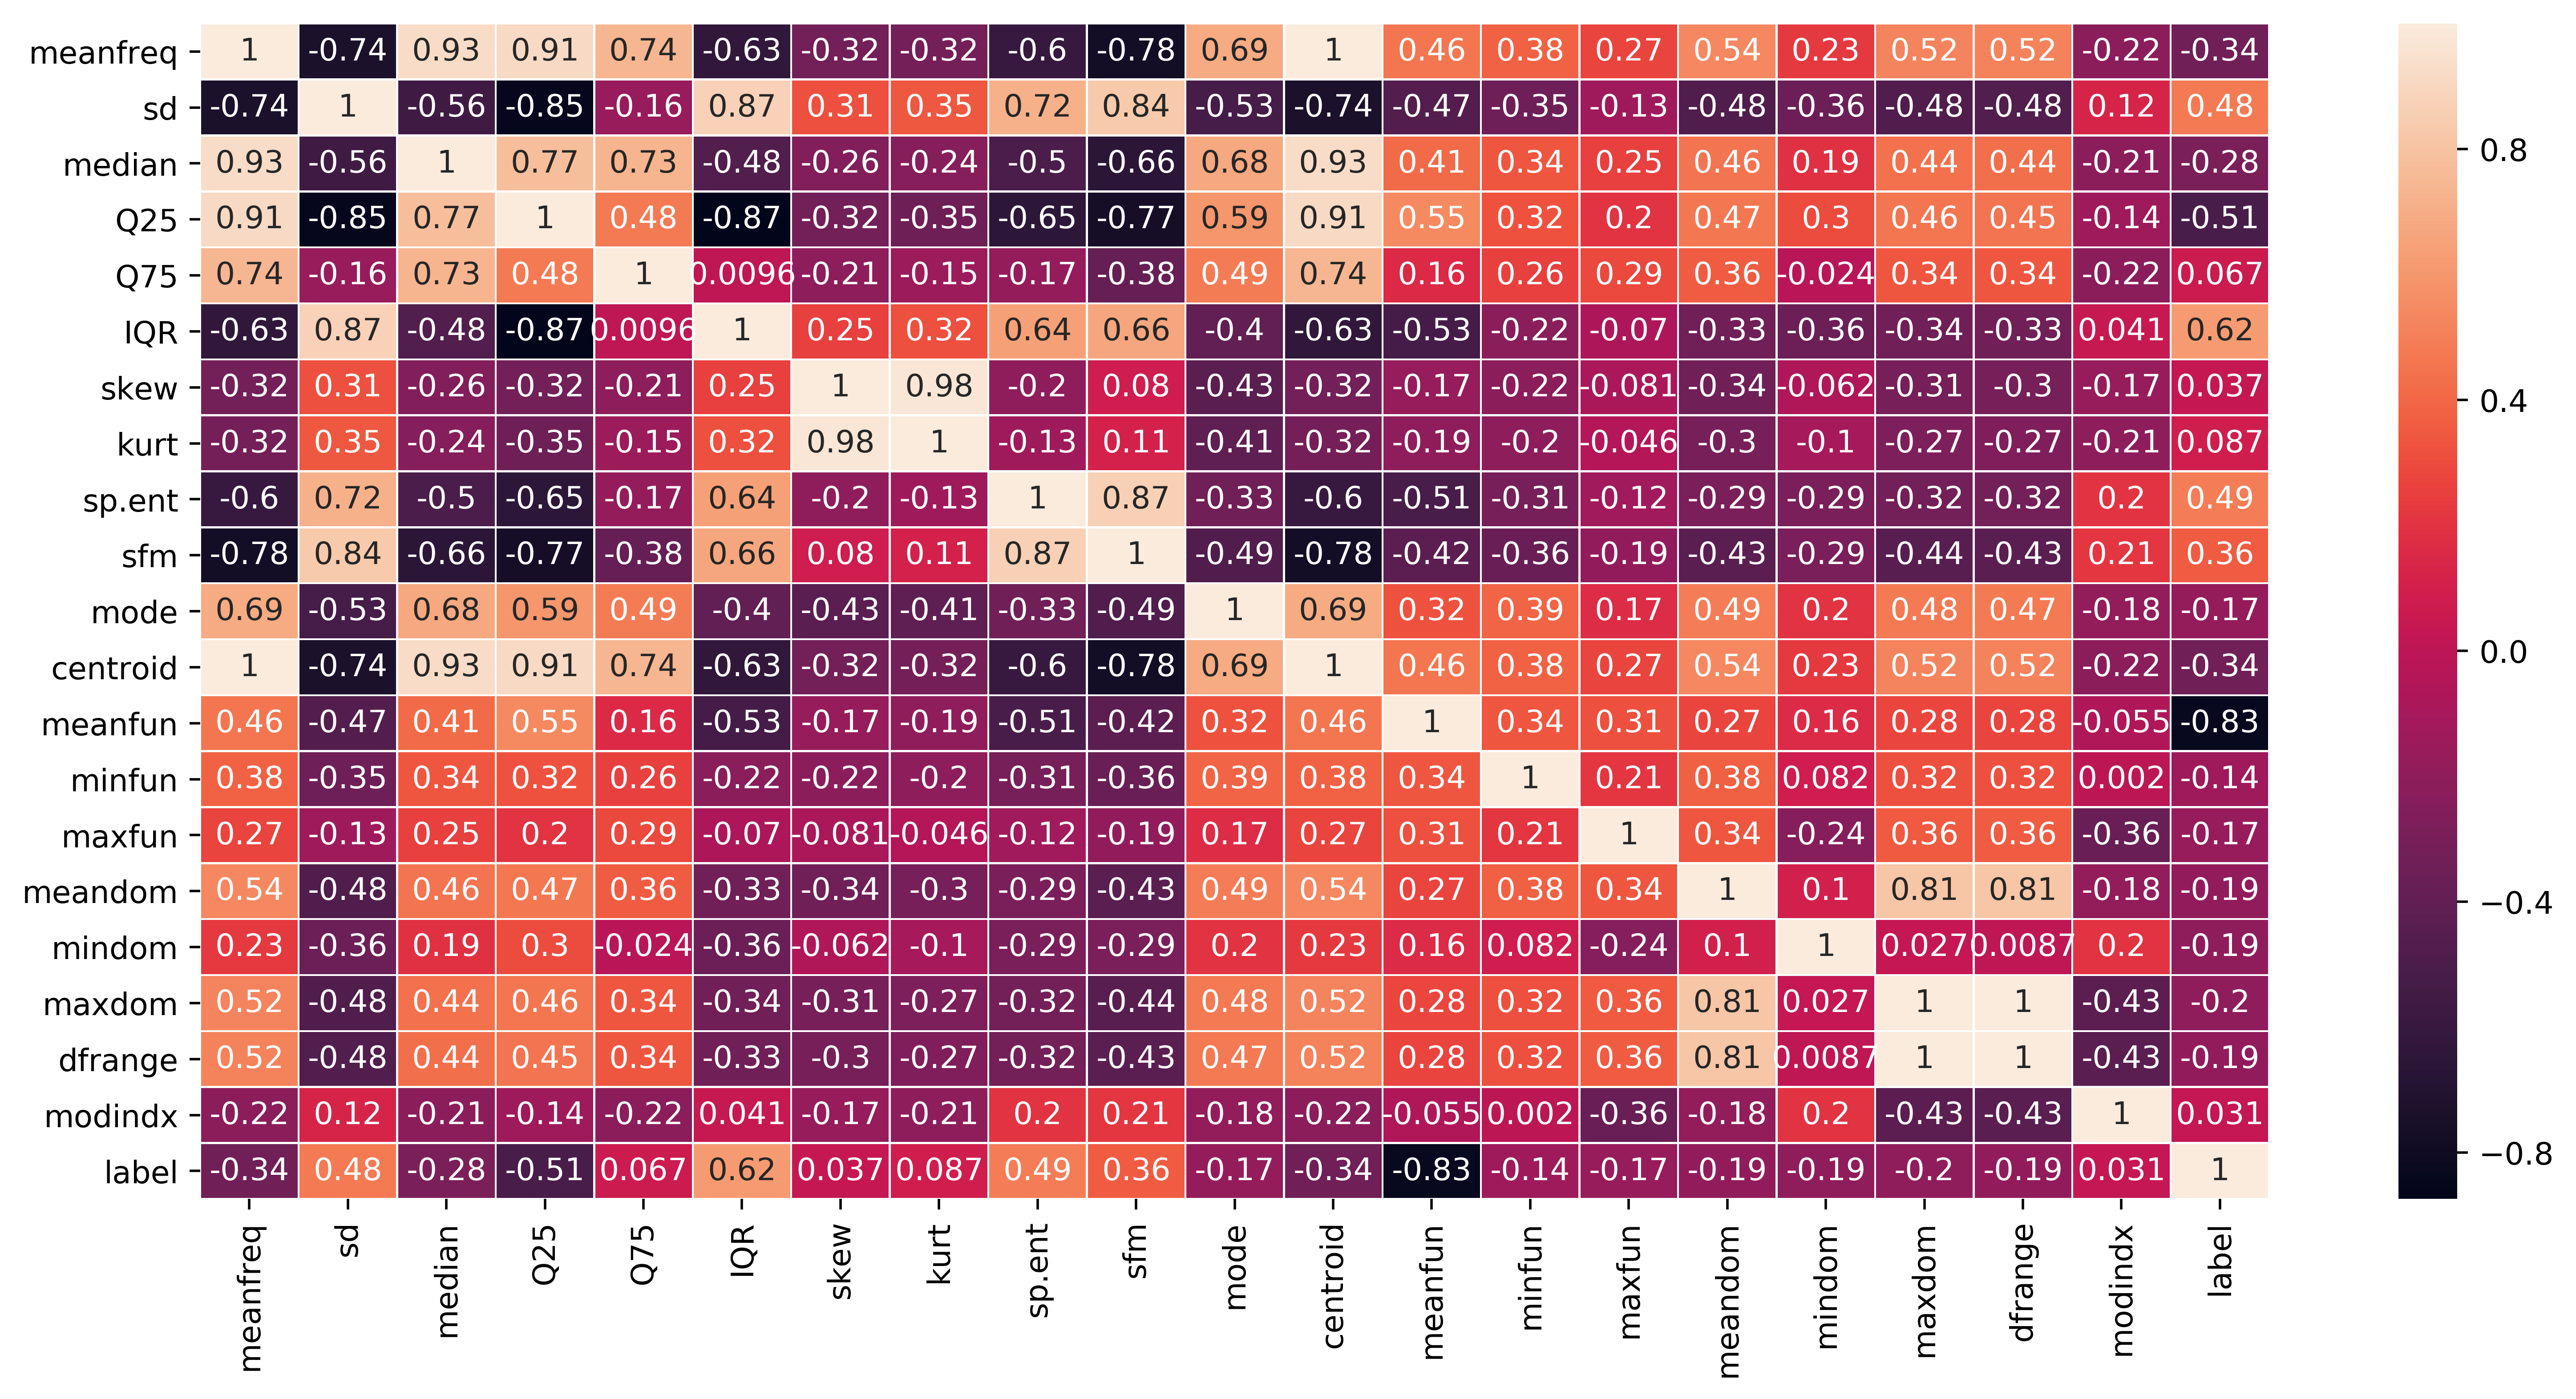 meanfreq 1 -0.74 0.93 0.91 0.74 -0.63 -0.32 -0.32 -0.6 -0.78 0.69 1 0.46 0.38 0.27 0.54 0.23 0.52 0.52 -0.22 -0.34
sd -0.74 1 -0.56 -0.85 -0.16 0.87 0.31 0.35 0.72 0.84 -0.53 -0.74 -0.47 -0.35 -0.13 -0.48 -0.36 -0.48 -0.48 0.12 0.48
median 0.93 -0.56 1 0.77 0.73 -0.48 -0.26 -0.24 -0.5 -0.66 0.68 0.93 0.41 0.34 0.25 0.46 0.19 0.44 0.44 -0.21 -0.28
Q25 0.91 -0.85 0.77 1 0.48 -0.87 -0.32 -0.35 -0.65 -0.77 0.59 0.91 0.55 0.32 0.2 0.47 0.3 0.46 0.45 -0.14 -0.51
Q75 0.74 -0.16 0.73 0.48 1 0.0096 -0.21 -0.15 -0.17 -0.38 0.49 0.74 0.16 0.26 0.29 0.36 -0.024 0.34 0.34 -0.22 0.067
IQR -0.63 0.87 -0.48 -0.87 0.0096 1 0.25 0.32 0.64 0.66 -0.4 -0.63 -0.53 -0.22 -0.07 -0.33 -0.36 -0.34 -0.33 0.041 0.62
skew -0.32 0.31 -0.26 -0.32 -0.21 0.25 1 0.98 -0.2 0.08 -0.43 -0.32 -0.17 -0.22 -0.081 -0.34 -0.062 -0.31 -0.3 -0.17 0.037
kurt -0.32 0.35 -0.24 -0.35 -0.15 0.32 0.98 1 -0.13 0.11 -0.41 -0.32 -0.19 -0.2 -0.046 -0.3 -0.1 -0.27 -0.27 -0.21 0.087
sp.ent -0.6 0.72 -0.5 -0.65 -0.17 0.64 -0.2 -0.13 1 0.87 -0.33 -0.6 -0.51 -0.31 -0.12 -0.29 -0.29 -0.32 -0.32 0.2 0.49
sfm -0.78 0.84 -0.66 -0.77 -0.38 0.66 0.08 0.11 0.87 1 -0.49 -0.78 -0.42 -0.36 -0.19 -0.43 -0.29 -0.44 -0.43 0.21 0.36
mode 0.69 -0.53 0.68 0.59 0.49 -0.4 -0.43 -0.41 -0.33 -0.49 1 0.69 0.32 0.39 0.17 0.49 0.2 0.48 0.47 -0.18 -0.17
centroid 1 -0.74 0.93 0.91 0.74 -0.63 -0.32 -0.32 -0.6 -0.78 0.69 1 0.46 0.38 0.27 0.54 0.23 0.52 0.52 -0.22 -0.34
meanfun 0.46 -0.47 0.41 0.55 0.16 -0.53 -0.17 -0.19 -0.51 -0.42 0.32 0.46 1 0.34 0.31 0.27 0.16 0.28 0.28 -0.055 -0.83
minfun 0.38 -0.35 0.34 0.32 0.26 -0.22 -0.22 -0.2 -0.31 -0.36 0.39 0.38 0.34 1 0.21 0.38 0.082 0.32 0.32 0.002 -0.14
maxfun 0.27 -0.13 0.25 0.2 0.29 -0.07 -0.081 -0.046 -0.12 -0.19 0.17 0.27 0.31 0.21 1 0.34 -0.24 0.36 0.36 -0.36 -0.17
meandom 0.54 -0.48 0.46 0.47 0.36 -0.33 -0.34 -0.3 -0.29 -0.43 0.49 0.54 0.27 0.38 0.34 1 0.1 0.81 0.81 -0.18 -0.19
mindom 0.23 -0.36 0.19 0.3 -0.024 -0.36 -0.062 -0.1 -0.29 -0.29 0.2 0.23 0.16 0.082 -0.24 0.1 1 0.027 0.0087 0.2 -0.19
maxdom 0.52 -0.48 0.44 0.46 0.34 -0.34 -0.31 -0.27 -0.32 -0.44 0.48 0.52 0.28 0.32 0.36 0.81 0.027 1 1 -0.43 -0.2
dfrange 0.52 -0.48 0.44 0.45 0.34 -0.33 -0.3 -0.27 -0.32 -0.43 0.47 0.52 0.28 0.32 0.36 0.81 0.0087 1 1 -0.43 -0.19
modindx -0.22 0.12 -0.21 -0.14 -0.22 0.041 -0.17 -0.21 0.2 0.21 -0.18 -0.22 -0.055 0.002 -0.36 -0.18 0.2 -0.43 -0.43 1 0.031
label -0.34 0.48 -0.28 -0.51 0.067 0.62 0.037 0.087 0.49 0.36 -0.17 -0.34 -0.83 -0.14 -0.17 -0.19 -0.19 -0.2 -0.19 0.031 1
meanfreq sd median Q25 Q75 IQR skew kurt sp.ent sfm mode centroid meanfun minfun maxfun meandom mindom maxdom dfrange modindx label
0.8
0.4
0.0
−0.4
−0.8